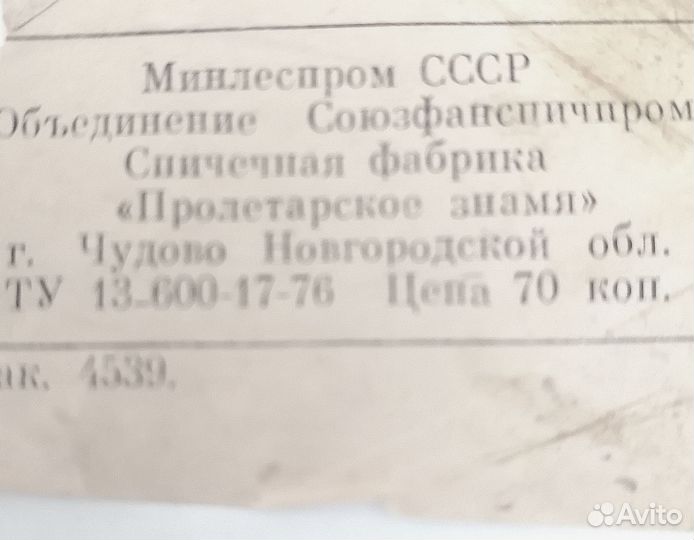 Минлеспром СССР
Объединение Союзфанспичпром
Спичечная фабрика
«Пролетарское знамя»
г. Чудово Новгородской обл.
ТУ 13-600-17-76 Цена 70 коп.
ак. 4539.
Avito